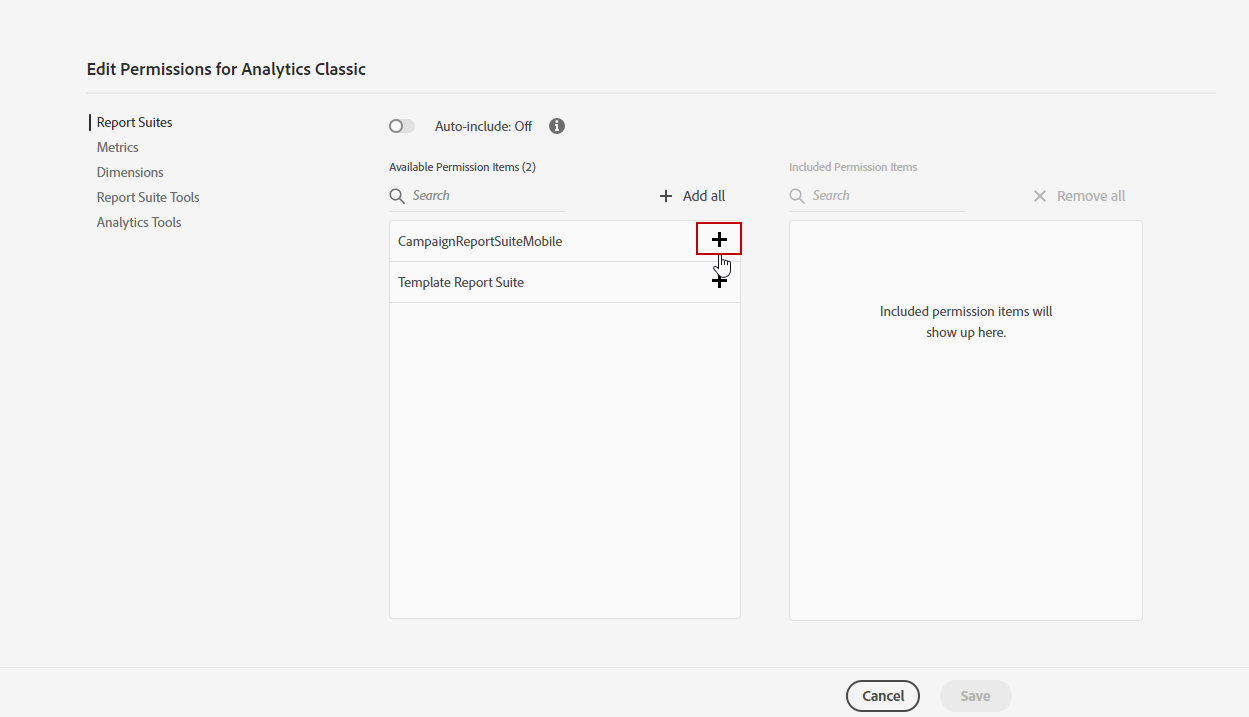 Edit Permissions for Analytics Classic
Report Suites
Metrics
Dimensions
Report Suite Tools
Analytics Tools
Auto-include: Off
Available Permission Items (2)
Search
Add all
CampaignReportSuiteMobile
Template Report Suite
Included Permission Items
Search
Remove all
Included permission items will
show up here.
Cancel
Save